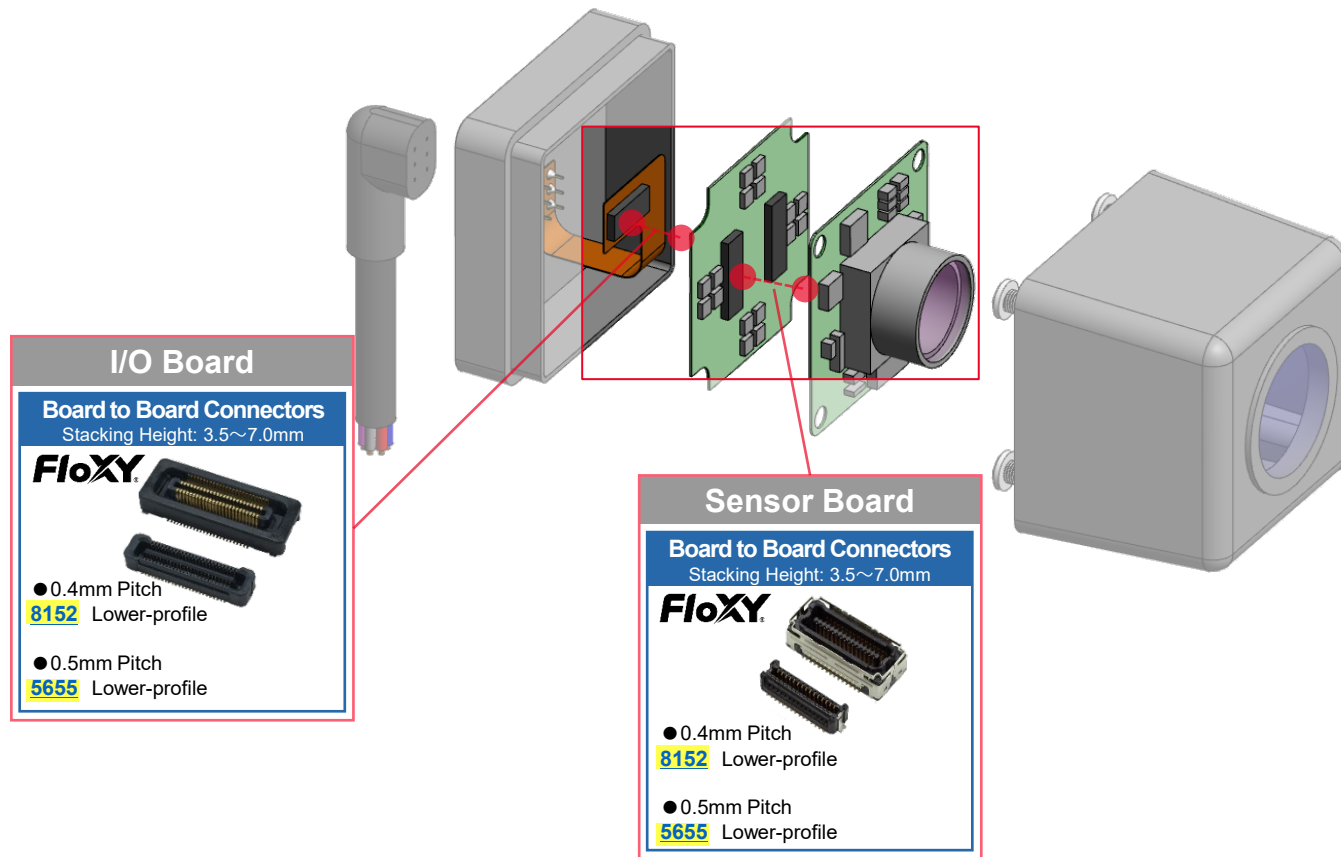 I/O Board
Board to Board Connectors
Stacking Height: 3.5～7.0mm
FloXY®
●0.4mm Pitch
8152 Lower-profile
●0.5mm Pitch
5655 Lower-profile
Sensor Board
Board to Board Connectors
Stacking Height: 3.5～7.0mm
FloXY®
●0.4mm Pitch
8152 Lower-profile
●0.5mm Pitch
5655 Lower-profile